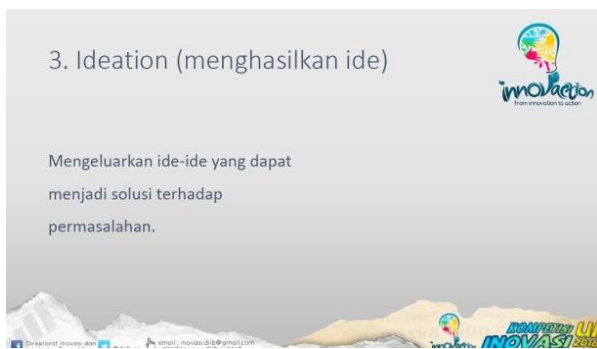 3. Ideation (menghasilkan ide)
innovaction
from innovation to action
Mengeluarkan ide-ide yang dapat
menjadi solusi terhadap
permasalahan.
Direktorat Inovasi dan
email : inovasi.diib@gmail.com
innovaction
KOMPETISI
INOVASI